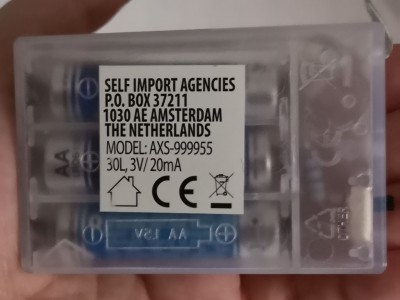 SELF IMPORT AGENCIES
P.O. BOX 37211
1030 AE AMSTERDAM
THE NETHERLANDS
MODEL: AXS-999955
30L, 3V/ 20mA
CE
AA
AA 1.5V